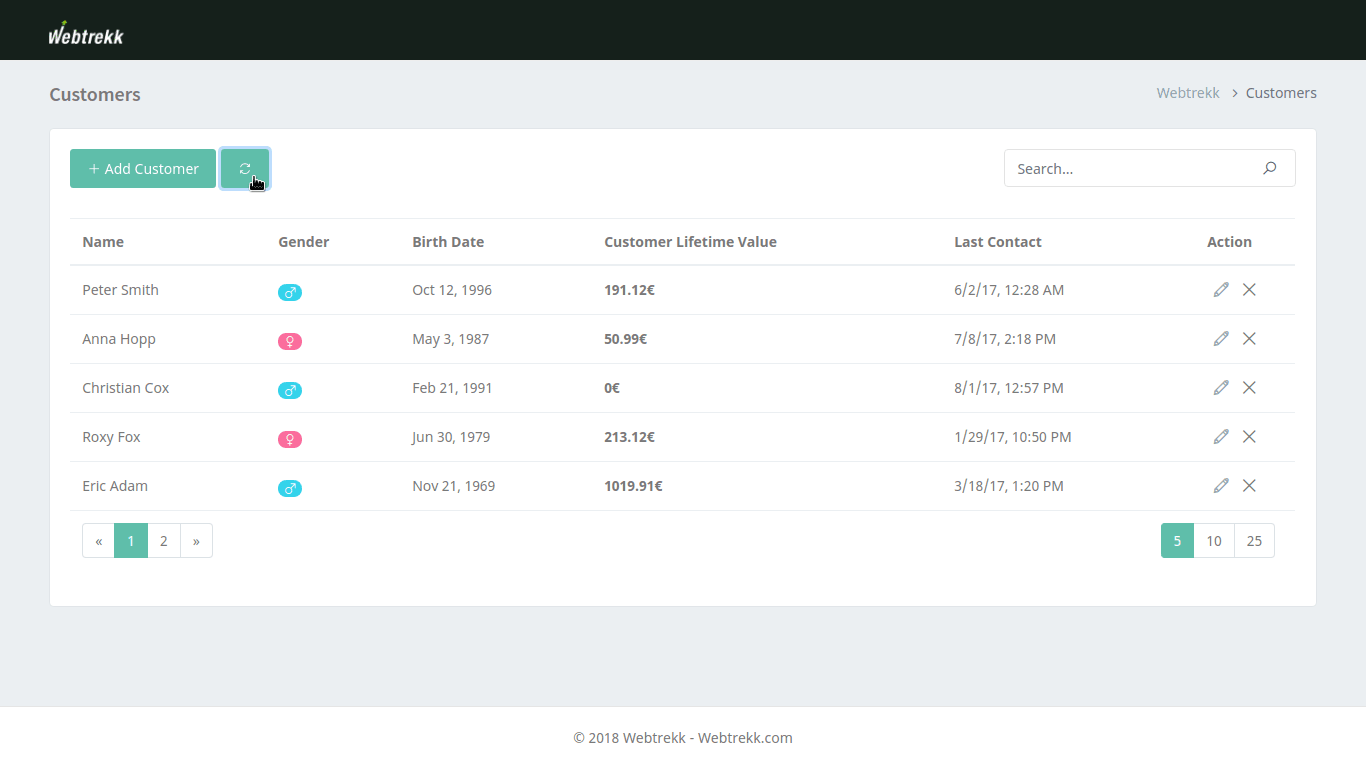 Webtrekk
Customers
Webtrekk > Customers
+ Add Customer
Search...
Name Gender Birth Date Customer Lifetime Value Last Contact Action
Peter Smith ♂ Oct 12, 1996 191.12€ 6/2/17, 12:28 AM
Anna Hopp ♀ May 3, 1987 50.99€ 7/8/17, 2:18 PM
Christian Cox ♂ Feb 21, 1991 0€ 8/1/17, 12:57 PM
Roxy Fox ♀ Jun 30, 1979 213.12€ 1/29/17, 10:50 PM
Eric Adam ♂ Nov 21, 1969 1019.91€ 3/18/17, 1:20 PM
« 1 2 » 5 10 25
© 2018 Webtrekk - Webtrekk.com